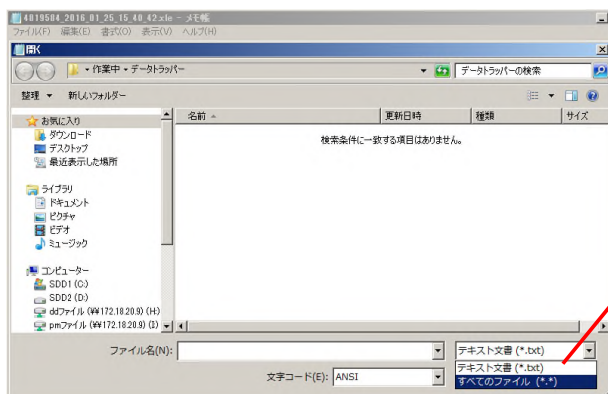 4819584_2016_01_25_15_40_42.xle - メモ帳
ファイル(F) 編集(E) 書式(O) 表示(V) ヘルプ(H)
開く
作業中 データトラッパー データトラッパーの検索
整理 新しいフォルダー
お気に入り
ダウンロード
デスクトップ
最近表示した場所
ライブラリ
ドキュメント
ピクチャ
ビデオ
ミュージック
コンピューター
SDD1 (C:)
SDD2 (D:)
ddファイル (¥¥172.18.20.9) (H:)
pmファイル (¥¥172.18.20.9) (I:)
名前 更新日時 種類 サイズ
検索条件に一致する項目はありません。
ファイル名(N): テキスト文書 (*.txt)
テキスト文書 (*.txt)
すべてのファイル (*.*)
文字コード(E): ANSI